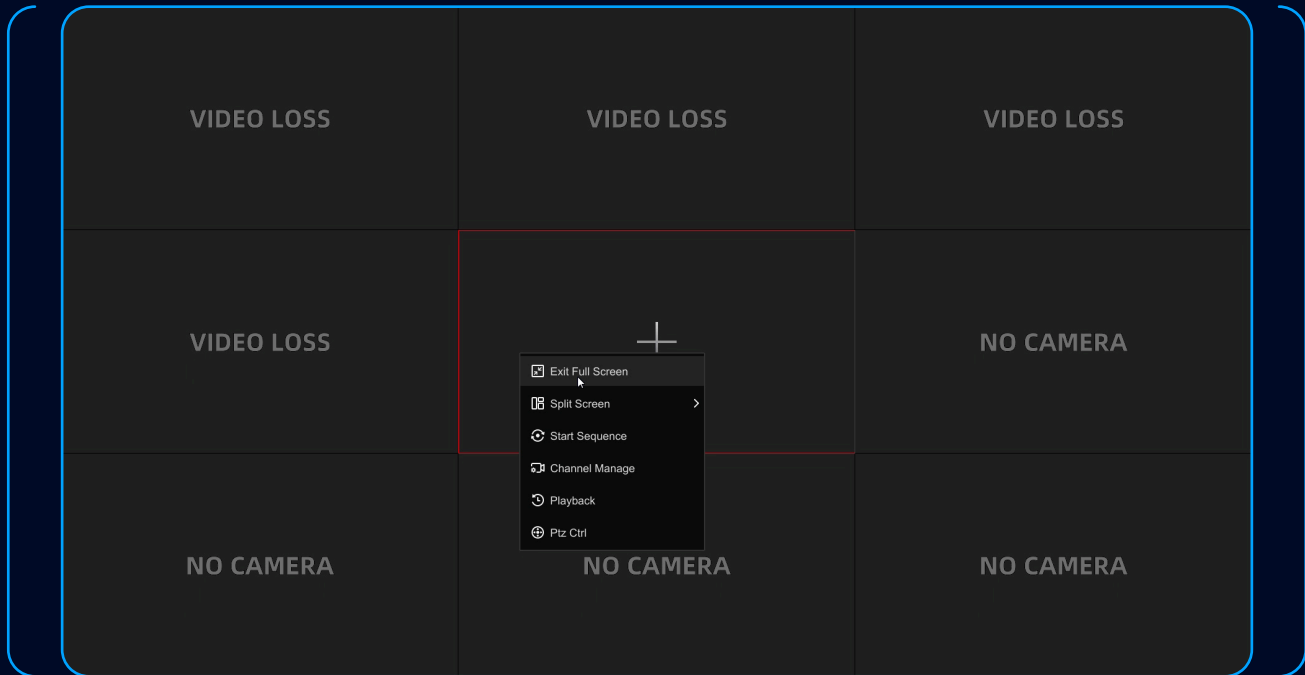 VIDEO LOSS
VIDEO LOSS
VIDEO LOSS
VIDEO LOSS
NO CAMERA
Exit Full Screen
Split Screen
Start Sequence
Channel Manage
Playback
Ptz Ctrl
NO CAMERA
NO CAMERA
NO CAMERA